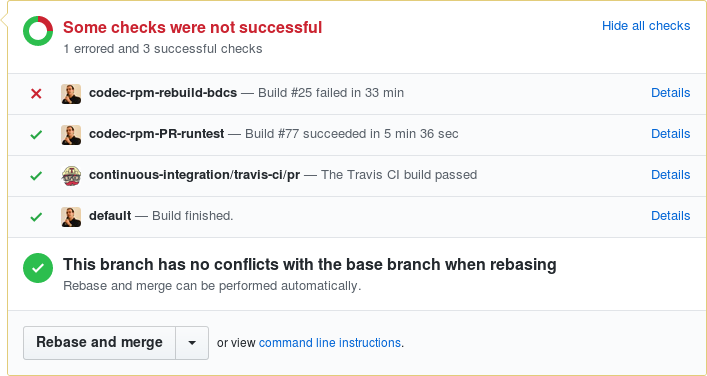 Some checks were not successful
Hide all checks
1 errored and 3 successful checks
codec-rpm-rebuild-bdcs — Build #25 failed in 33 min
Details
codec-rpm-PR-runtest — Build #77 succeeded in 5 min 36 sec
Details
continuous-integration/travis-ci/pr — The Travis CI build passed
Details
default — Build finished.
Details
This branch has no conflicts with the base branch when rebasing
Rebase and merge can be performed automatically.
Rebase and merge
or view command line instructions.